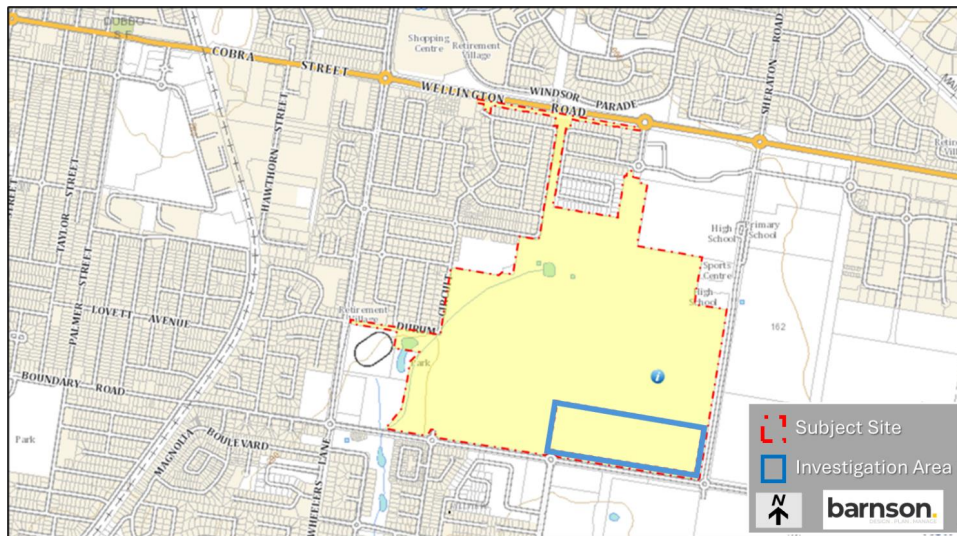 DUBBO
S F
COBRA STREET
WELLINGTON ROAD
WINDSOR PARADE
Shopping
Centre
Retirement
Village
SHERATON ROAD
HAWTHORN STREET
TAYLOR STREET
PALMER STREET
STREET
LOVETT AVENUE
BOUNDARY ROAD
Park
MAGNOLIA
BOULEVARD
WHEELERS LANE
Retirement
Village
DURUM
CIRCUIT
Park
High
School
Primary
School
Sports
Centre
High
School
162
i
Subject Site
Investigation Area
N
barnson.
DESIGN . PLAN . MANAGE